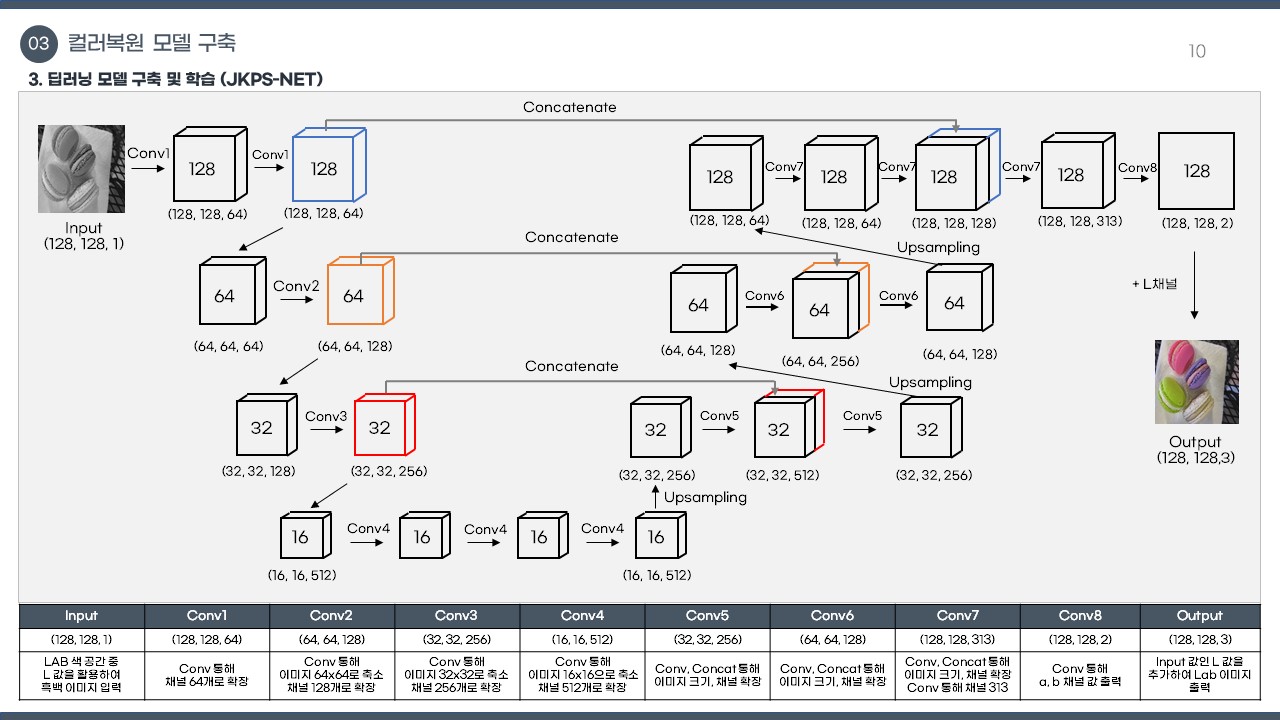 03 컬러복원 모델 구축
10
3. 딥러닝 모델 구축 및 학습 (JKPS-NET)
Concatenate
Conv1
128
Conv1
128
128
Conv7
128
Conv7
128
Conv7
128
Conv8
128
(128, 128, 64)
(128, 128, 64)
(128, 128, 64)
(128, 128, 64)
(128, 128, 128)
(128, 128, 313)
(128, 128, 2)
Input
(128, 128, 1)
Concatenate
Upsampling
64
Conv2
64
64
Conv6
64
Conv6
64
+ L채널
(64, 64, 64)
(64, 64, 128)
(64, 64, 128)
(64, 64, 256)
(64, 64, 128)
Concatenate
Upsampling
32
Conv3
32
32
Conv5
32
Conv5
32
Output
(128, 128,3)
(32, 32, 128)
(32, 32, 256)
(32, 32, 256)
(32, 32, 512)
(32, 32, 256)
Upsampling
16
Conv4
16
Conv4
16
Conv4
16
(16, 16, 512)
(16, 16, 512)
Input Conv1 Conv2 Conv3 Conv4 Conv5 Conv6 Conv7 Conv8 Output
(128, 128, 1) (128, 128, 64) (64, 64, 128) (32, 32, 256) (16, 16, 512) (32, 32, 256) (64, 64, 128) (128, 128, 313) (128, 128, 2) (128, 128, 3)
LAB 색 공간 중
L 값을 활용하여
흑백 이미지 입력
Conv 통해
채널 64개로 확장
Conv 통해
이미지 64x64로 축소
채널 128개로 확장
Conv 통해
이미지 32x32로 축소
채널 256개로 확장
Conv 통해
이미지 16x16으로 축소
채널 512개로 확장
Conv, Concat 통해
이미지 크기, 채널 확장
Conv, Concat 통해
이미지 크기, 채널 확장
Conv, Concat 통해
이미지 크기, 채널 확장
Conv 통해 채널 313
Conv 통해
a, b 채널 값 출력
Input 값인 L 값을
추가하여 Lab 이미지
출력